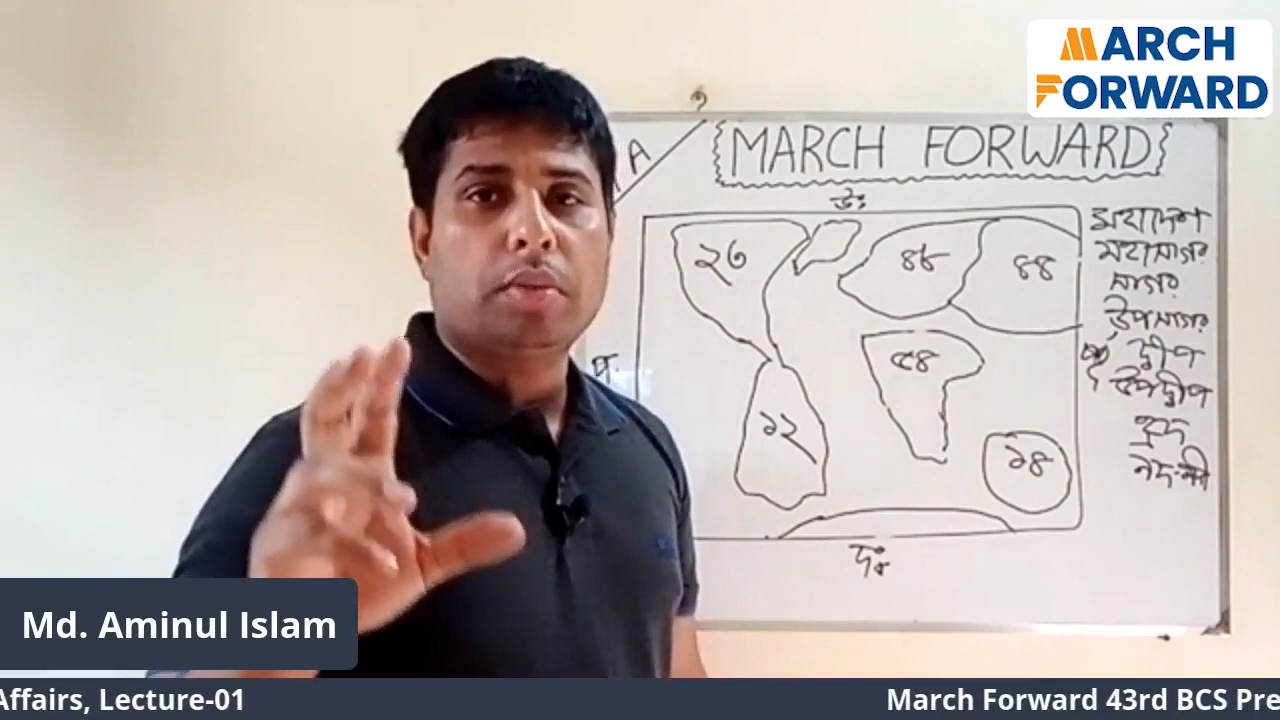 MARCH
FORWARD
A
MARCH FORWARD
উঃ
মহাদেশ
মহাসাগর
সাগর
উপসাগর
দ্বীপ
উপদ্বীপ
হ্রদ
নদ-নদী
২৩
৪৮
৪৪
৫৪
১২
১৪
প.
দঃ
Md. Aminul Islam
Affairs, Lecture-01
March Forward 43rd BCS Pre